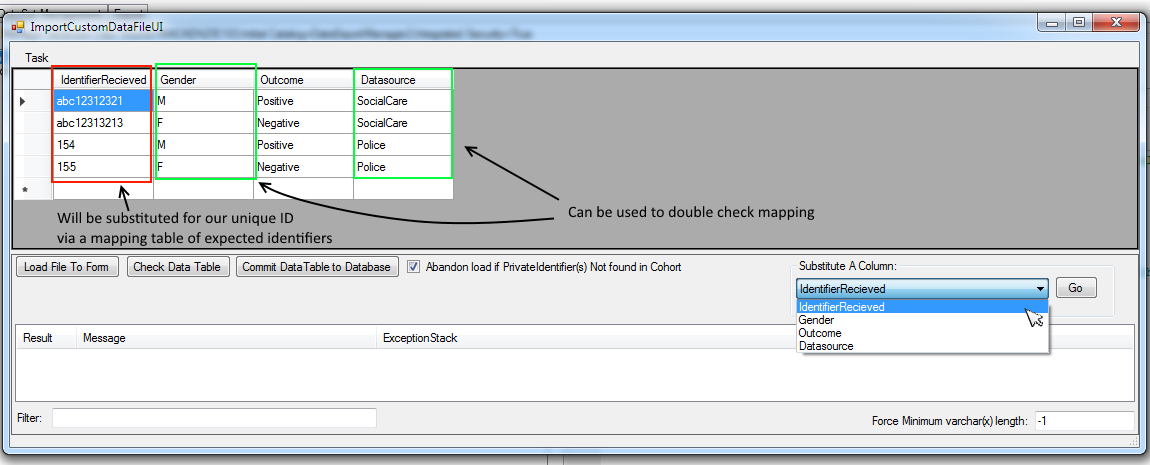 ImportCustomDataFileUI
Task
IdentifierRecieved Gender Outcome Datasource
abc12312321 M Positive SocialCare
abc12313213 F Negative SocialCare
154 M Positive Police
155 F Negative Police
*
Will be substituted for our unique ID
via a mapping table of expected identifiers
Can be used to double check mapping
Load File To Form Check Data Table Commit DataTable to Database Abandon load if PrivateIdentifier(s) Not found in Cohort
Substitute A Column:
IdentifierRecieved Go
IdentifierRecieved
Gender
Outcome
Datasource
Result Message ExceptionStack
Filter:
Force Minimum varchar(x) length: -1